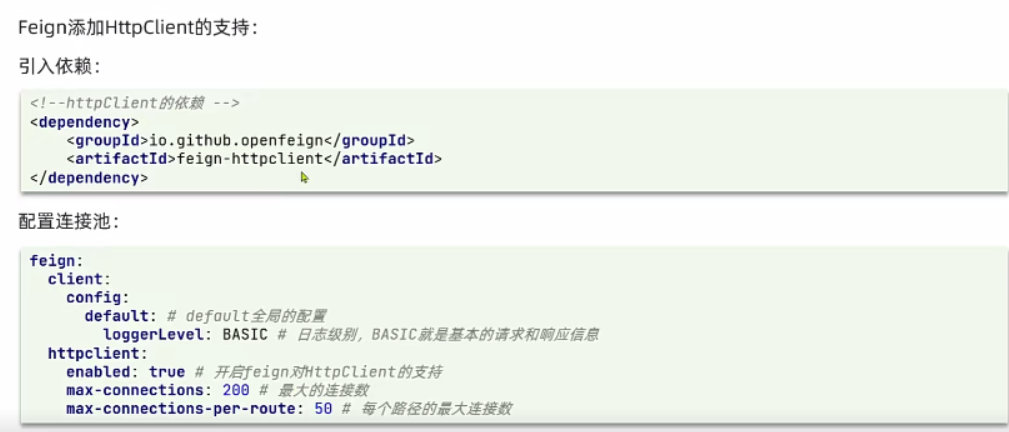 Feign添加HttpClient的支持：
引入依赖：
<!--httpClient的依赖 -->
<dependency>
    <groupId>io.github.openfeign</groupId>
    <artifactId>feign-httpclient</artifactId>
</dependency>
配置连接池：
feign:
  client:
    config:
      default: # default全局的配置
        loggerLevel: BASIC # 日志级别，BASIC就是基本的请求和响应信息
  httpclient:
    enabled: true # 开启feign对HttpClient的支持
    max-connections: 200 # 最大的连接数
    max-connections-per-route: 50 # 每个路径的最大连接数